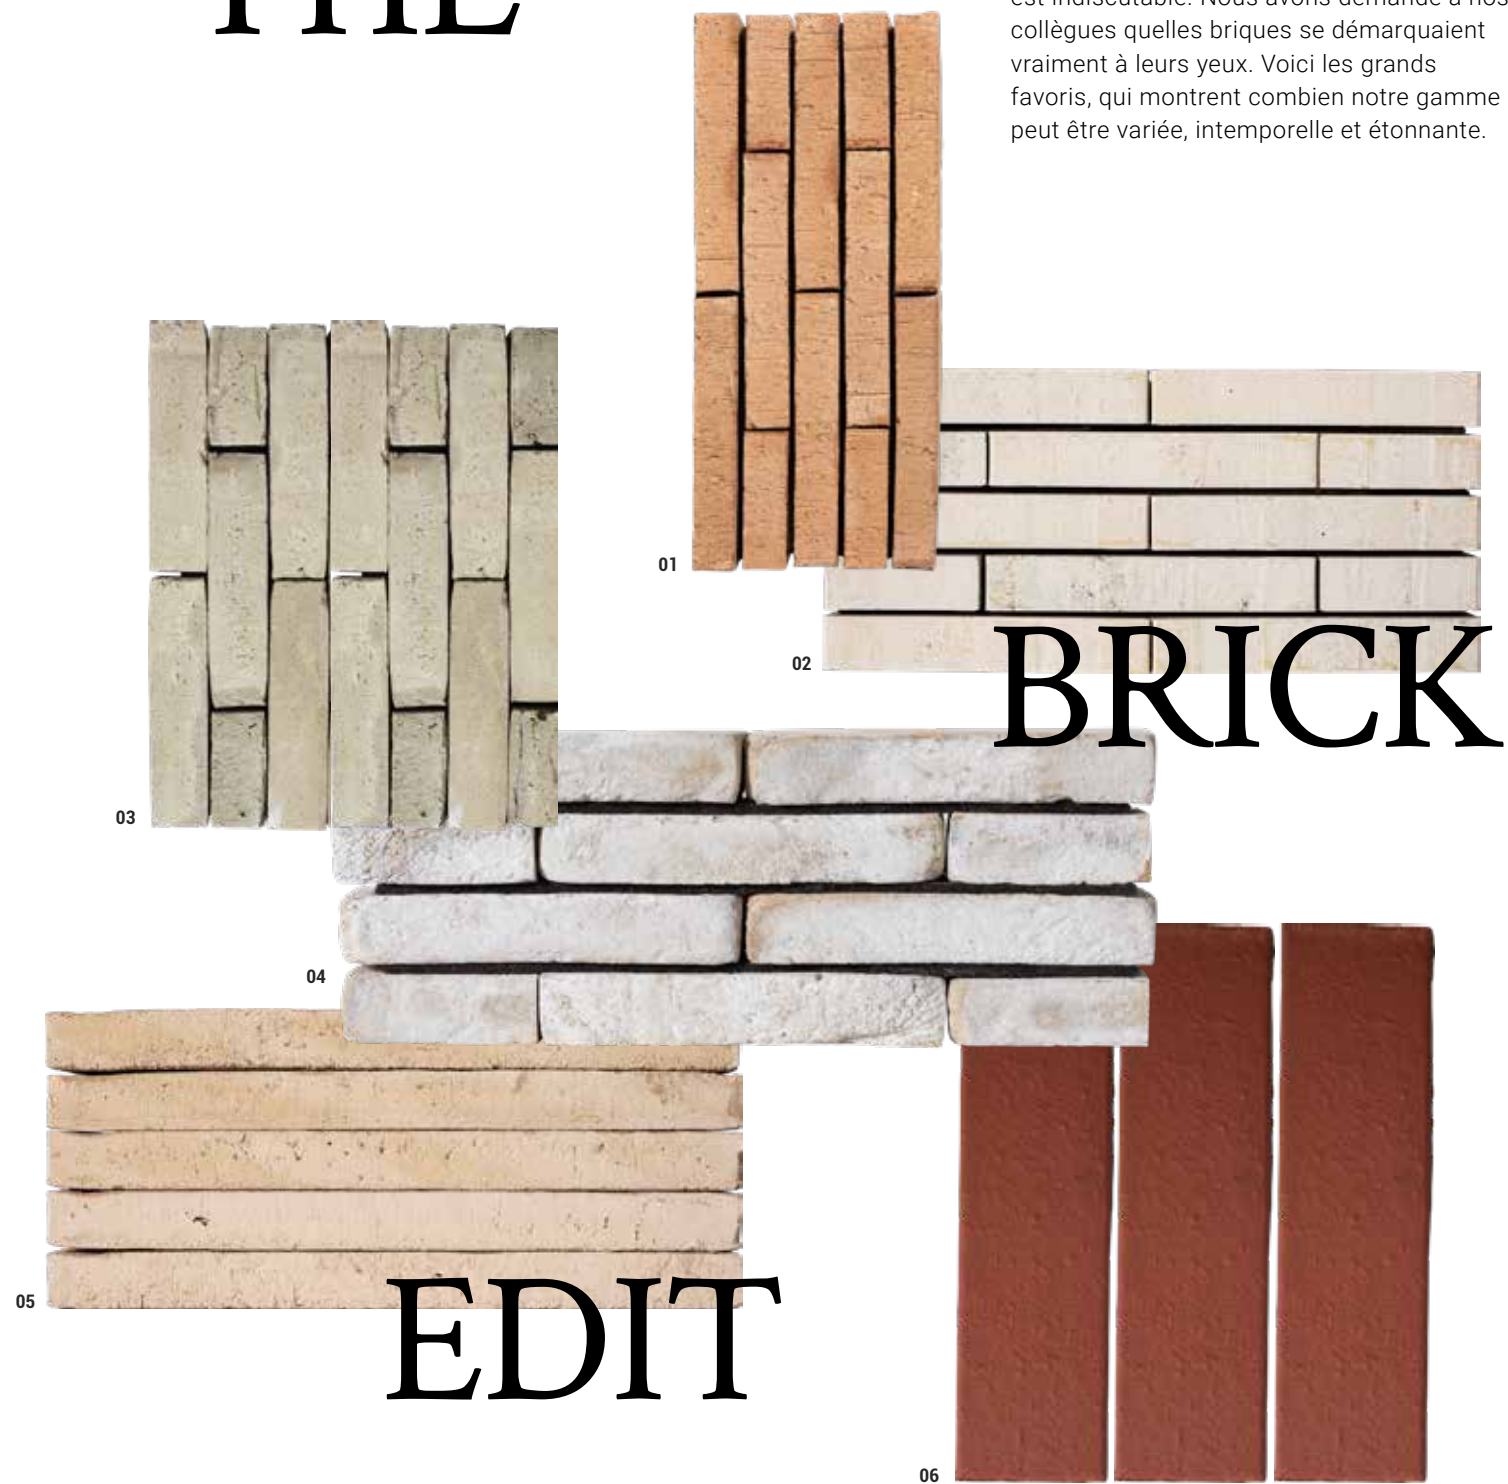 THE
est indiscutable. Nous avons demandé à nos
collègues quelles briques se démarquaient
vraiment à leurs yeux. Voici les grands
favoris, qui montrent combien notre gamme
peut être variée, intemporelle et étonnante.
01
02
BRICK
03
04
05
EDIT
06